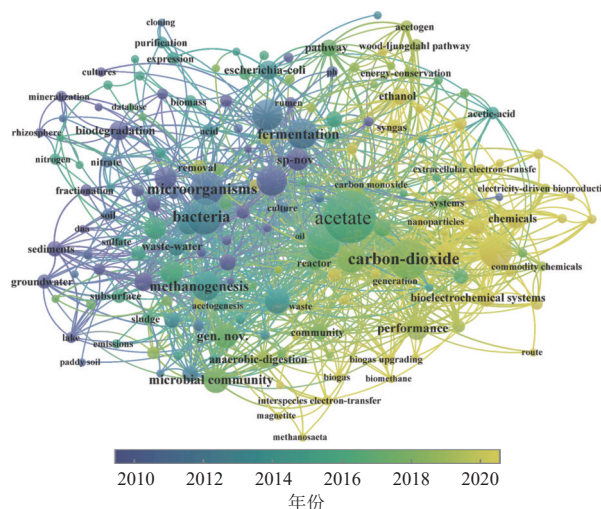 cloning
acetogen
purification
pathway
wood-ljungdahl pathway
expression
escherichia-coli
cultures
ph
energy-conservation
rumen
mineralization
database
biomass
ethanol
acetic-acid
rhizosphere
biodegradation
acid
fermentation
syngas
nitrogen
nitrate
removal
sp-nov
extracellular electron-transfe
fractionation
microorganisms
carbon monoxide
electricity-driven bioproducti
soil
culture
systems
dna
bacteria
acetate
nanoparticles
chemicals
sulfate
waste-water
oil
sediments
reactor
carbon-dioxide
commodity chemicals
groundwater
methanogenesis
generation
subsurface
acetogenesis
waste
bioelectrochemical systems
sludge
lake
emissions
gen. nov.
community
performance
paddy soil
anaerobic-digestion
biogas upgrading
route
microbial community
biogas
biomethane
interspecies electron-transfer
magnetite
methanosaeta
2010 2012 2014 2016 2018 2020
年份